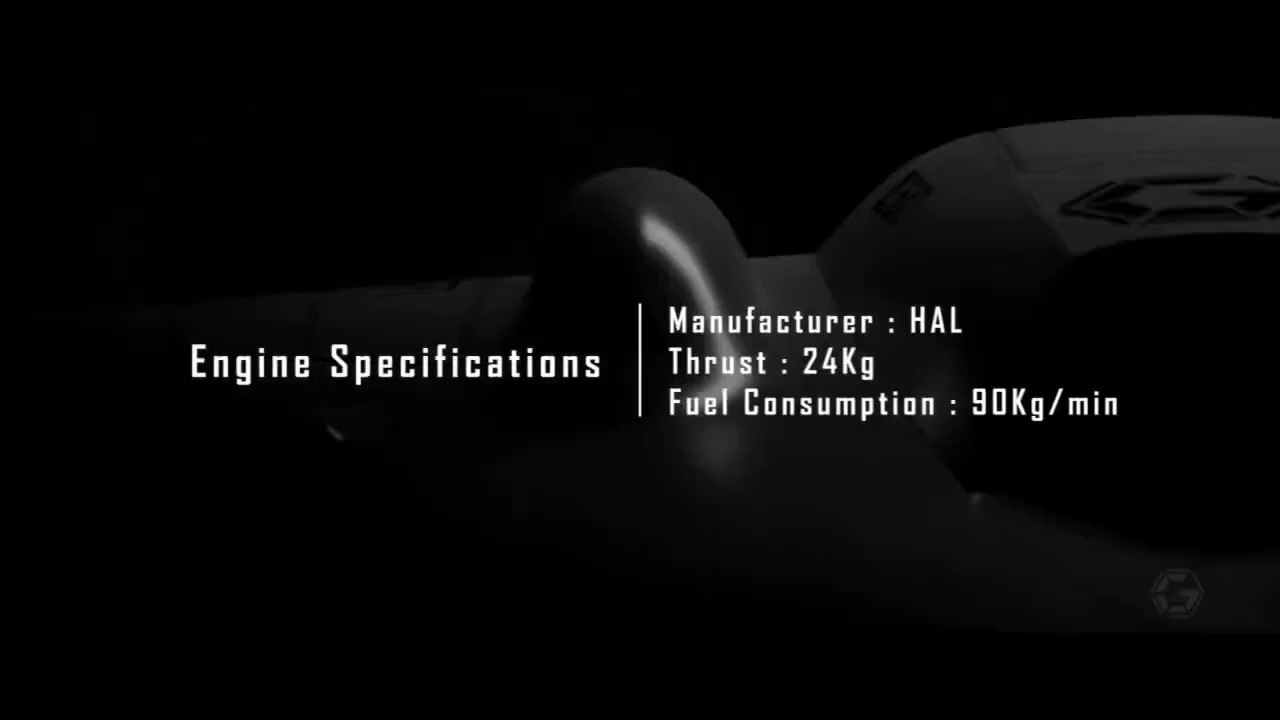 Engine Specifications
Manufacturer : HAL
Thrust : 24Kg
Fuel Consumption : 90Kg/min